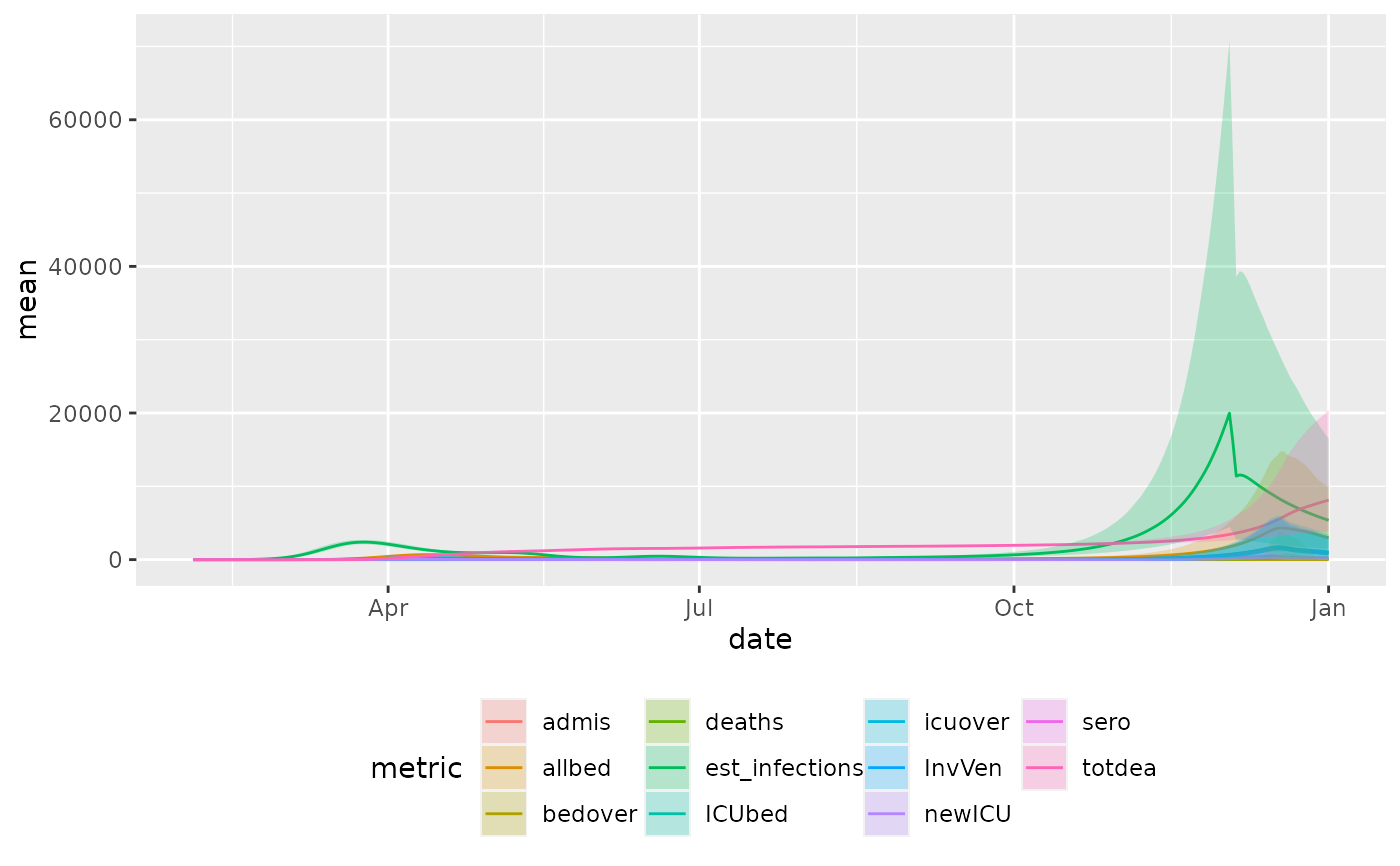 60000
40000
20000
0
mean
Apr Jul Oct Jan
date
metric
admis deaths icuover sero
allbed est_infections InvVen totdea
bedover ICUbed newICU